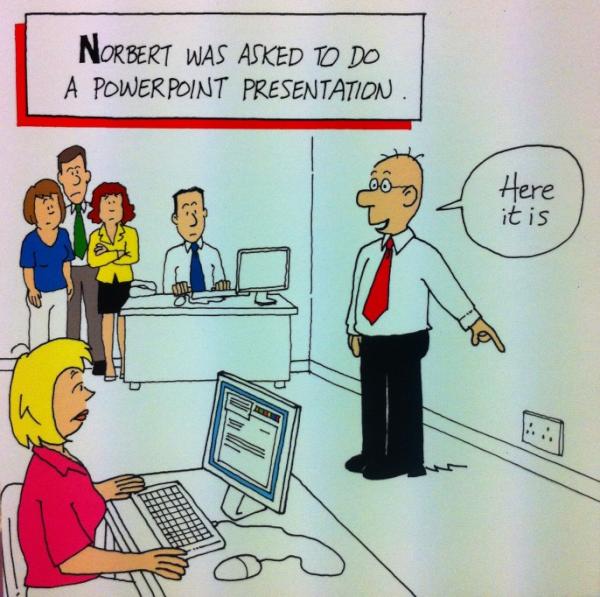 NORBERT WAS ASKED TO DO
A POWERPOINT PRESENTATION.
Here
it is